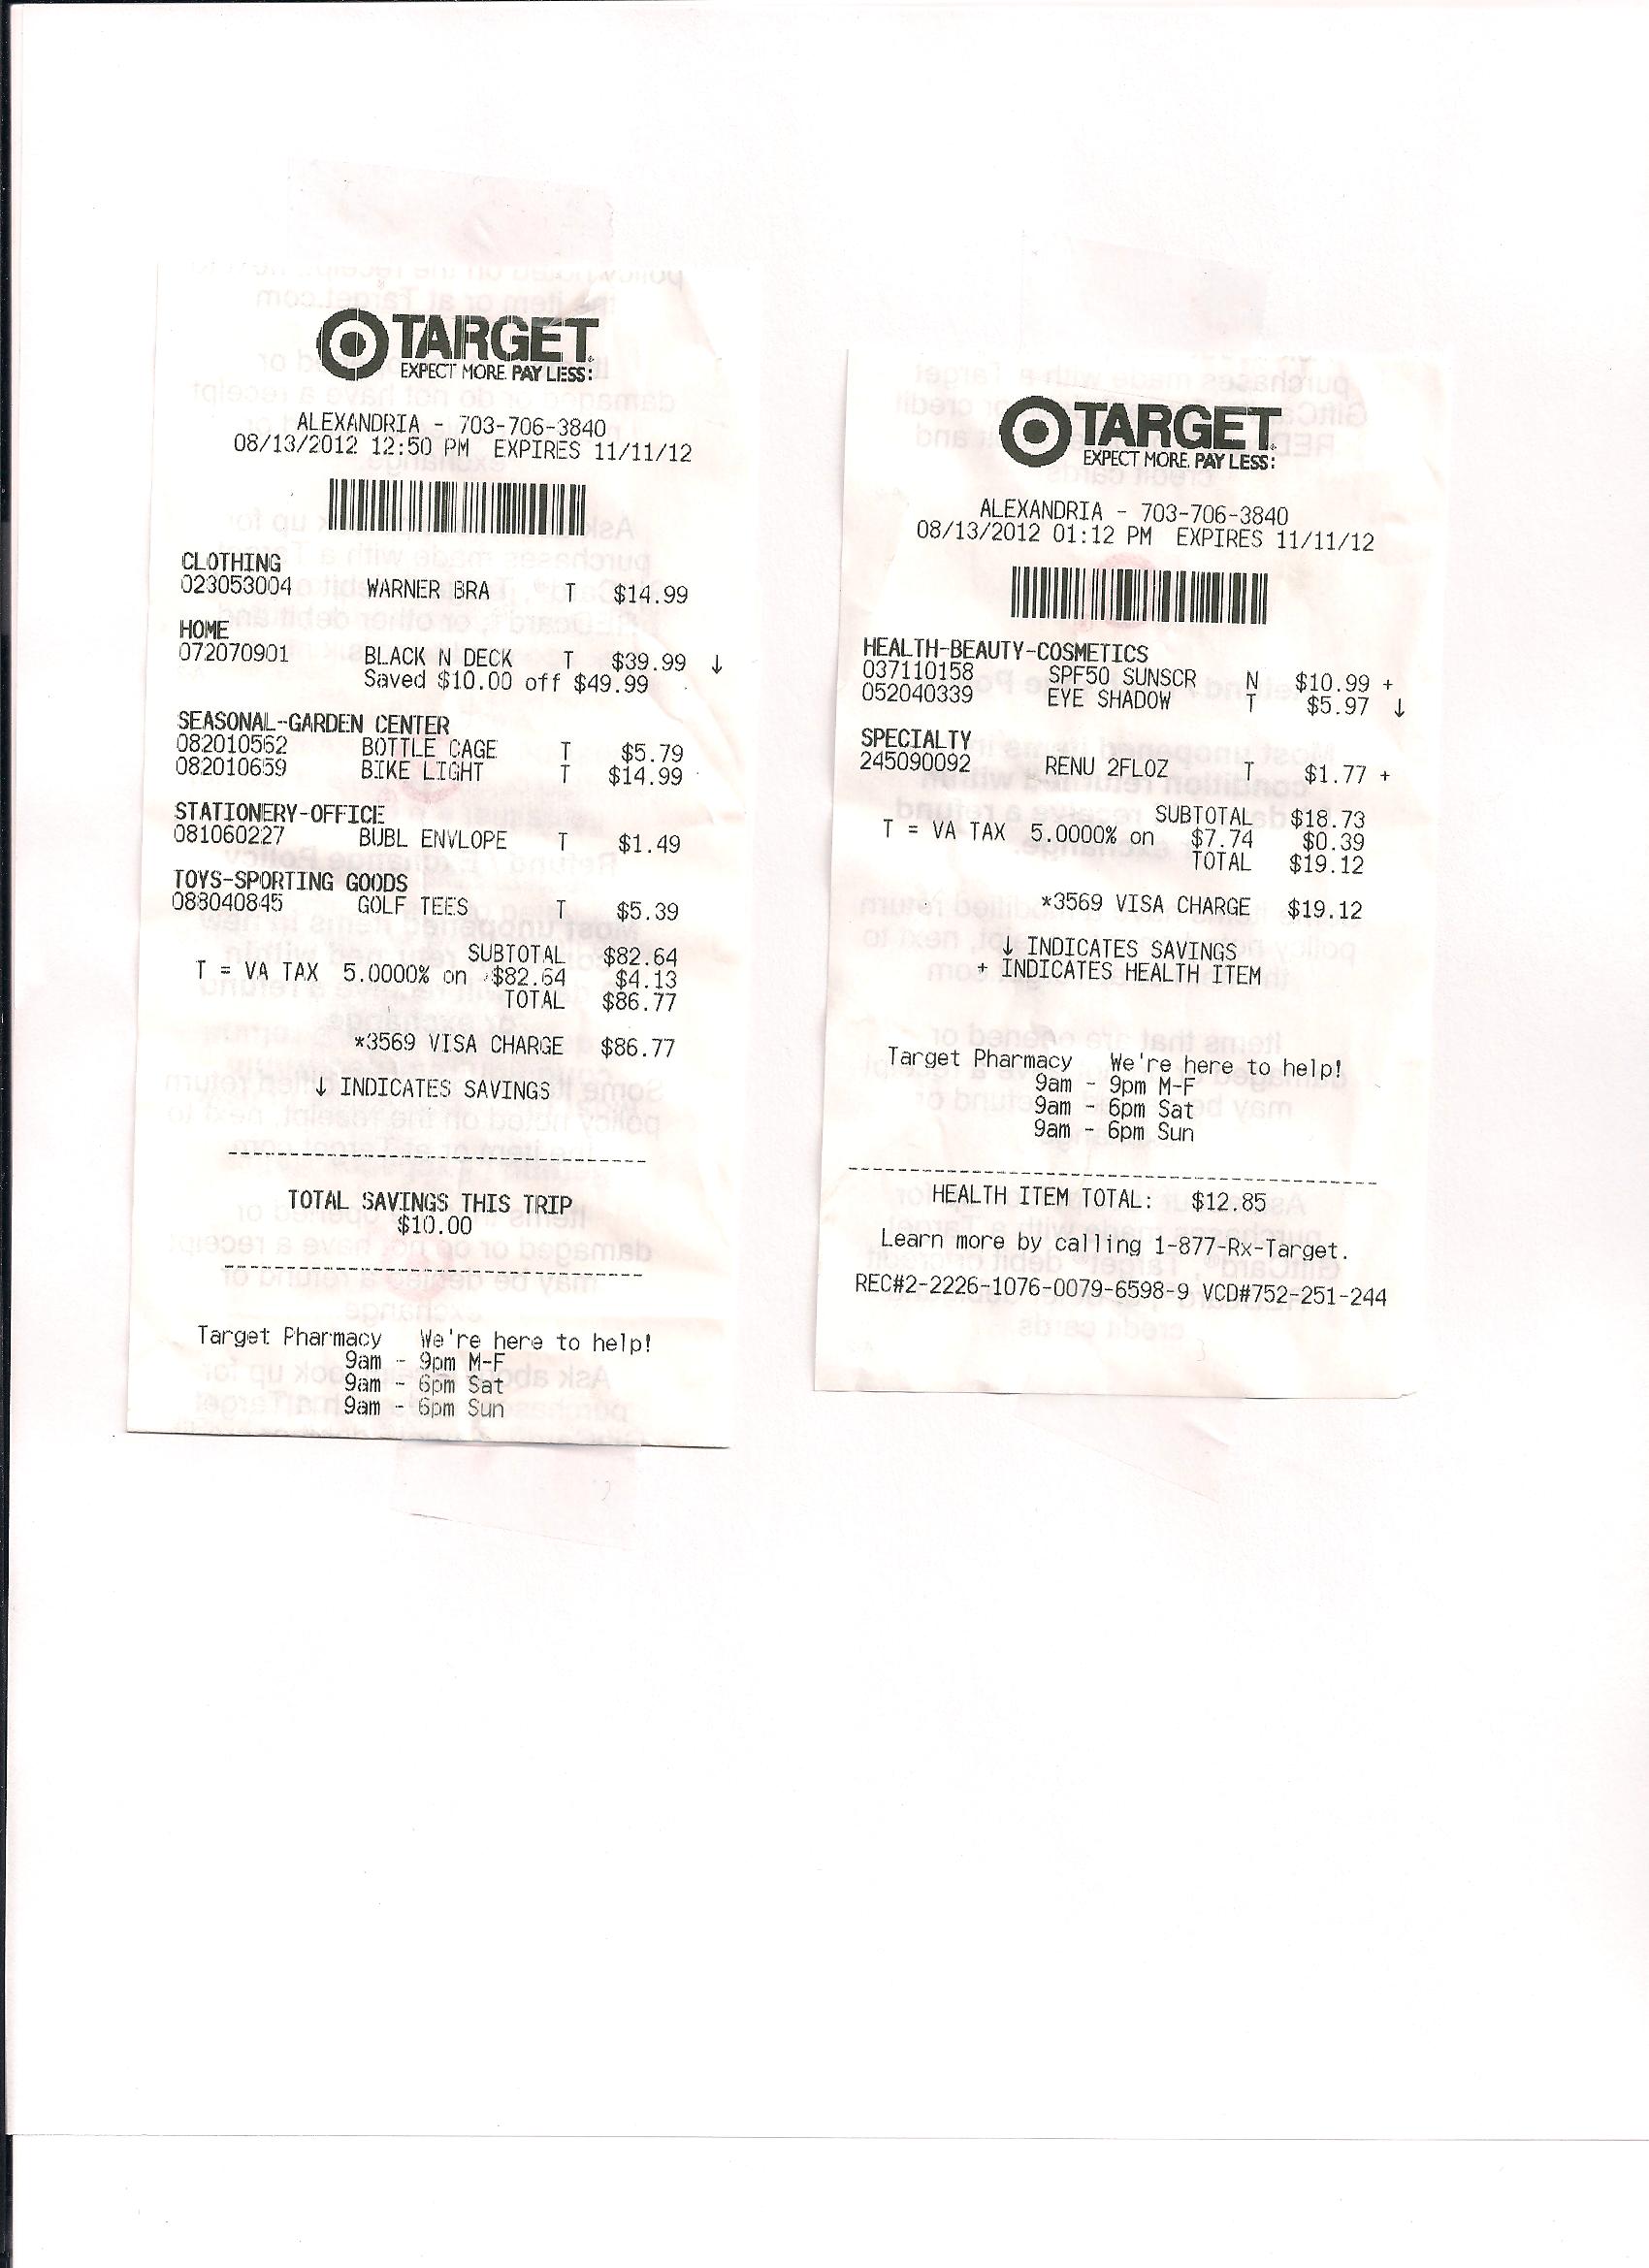 TARGET
EXPECT MORE. PAY LESS.
ALEXANDRIA - 703-706-3840
08/13/2012 12:50 PM EXPIRES 11/11/12
CLOTHING
023053004 WARNER BRA T $14.99
HOME
072070901 BLACK N DECK T $39.99 ↓
Saved $10.00 off $49.99
SEASONAL-GARDEN CENTER
082010552 BOTTLE CAGE T $5.79
082010659 BIKE LIGHT T $14.99
STATIONERY-OFFICE
081060227 BUBL ENVLOPE T $1.49
TOYS-SPORTING GOODS
088040845 GOLF TEES T $5.39
SUBTOTAL $82.64
T = VA TAX 5.0000% on $82.64 $4.13
TOTAL $86.77
*3569 VISA CHARGE $86.77
↓ INDICATES SAVINGS
TOTAL SAVINGS THIS TRIP
$10.00
Target Pharmacy We're here to help!
9am - 9pm M-F
9am - 6pm Sat
9am - 6pm Sun
TARGET
EXPECT MORE. PAY LESS.
ALEXANDRIA - 703-706-3840
08/13/2012 01:12 PM EXPIRES 11/11/12
HEALTH-BEAUTY-COSMETICS
037110158 SPF50 SUNSCR N $10.99 +
052040339 EYE SHADOW T $5.97 ↓
SPECIALTY
245090092 RENU 2FLOZ T $1.77 +
SUBTOTAL $18.73
T = VA TAX 5.0000% on $7.74 $0.39
TOTAL $19.12
*3569 VISA CHARGE $19.12
↓ INDICATES SAVINGS
+ INDICATES HEALTH ITEM
Target Pharmacy We're here to help!
9am - 9pm M-F
9am - 6pm Sat
9am - 6pm Sun
HEALTH ITEM TOTAL: $12.85
Learn more by calling 1-877-Rx-Target.
REC#2-2226-1076-0079-6598-9 VCD#752-251-244